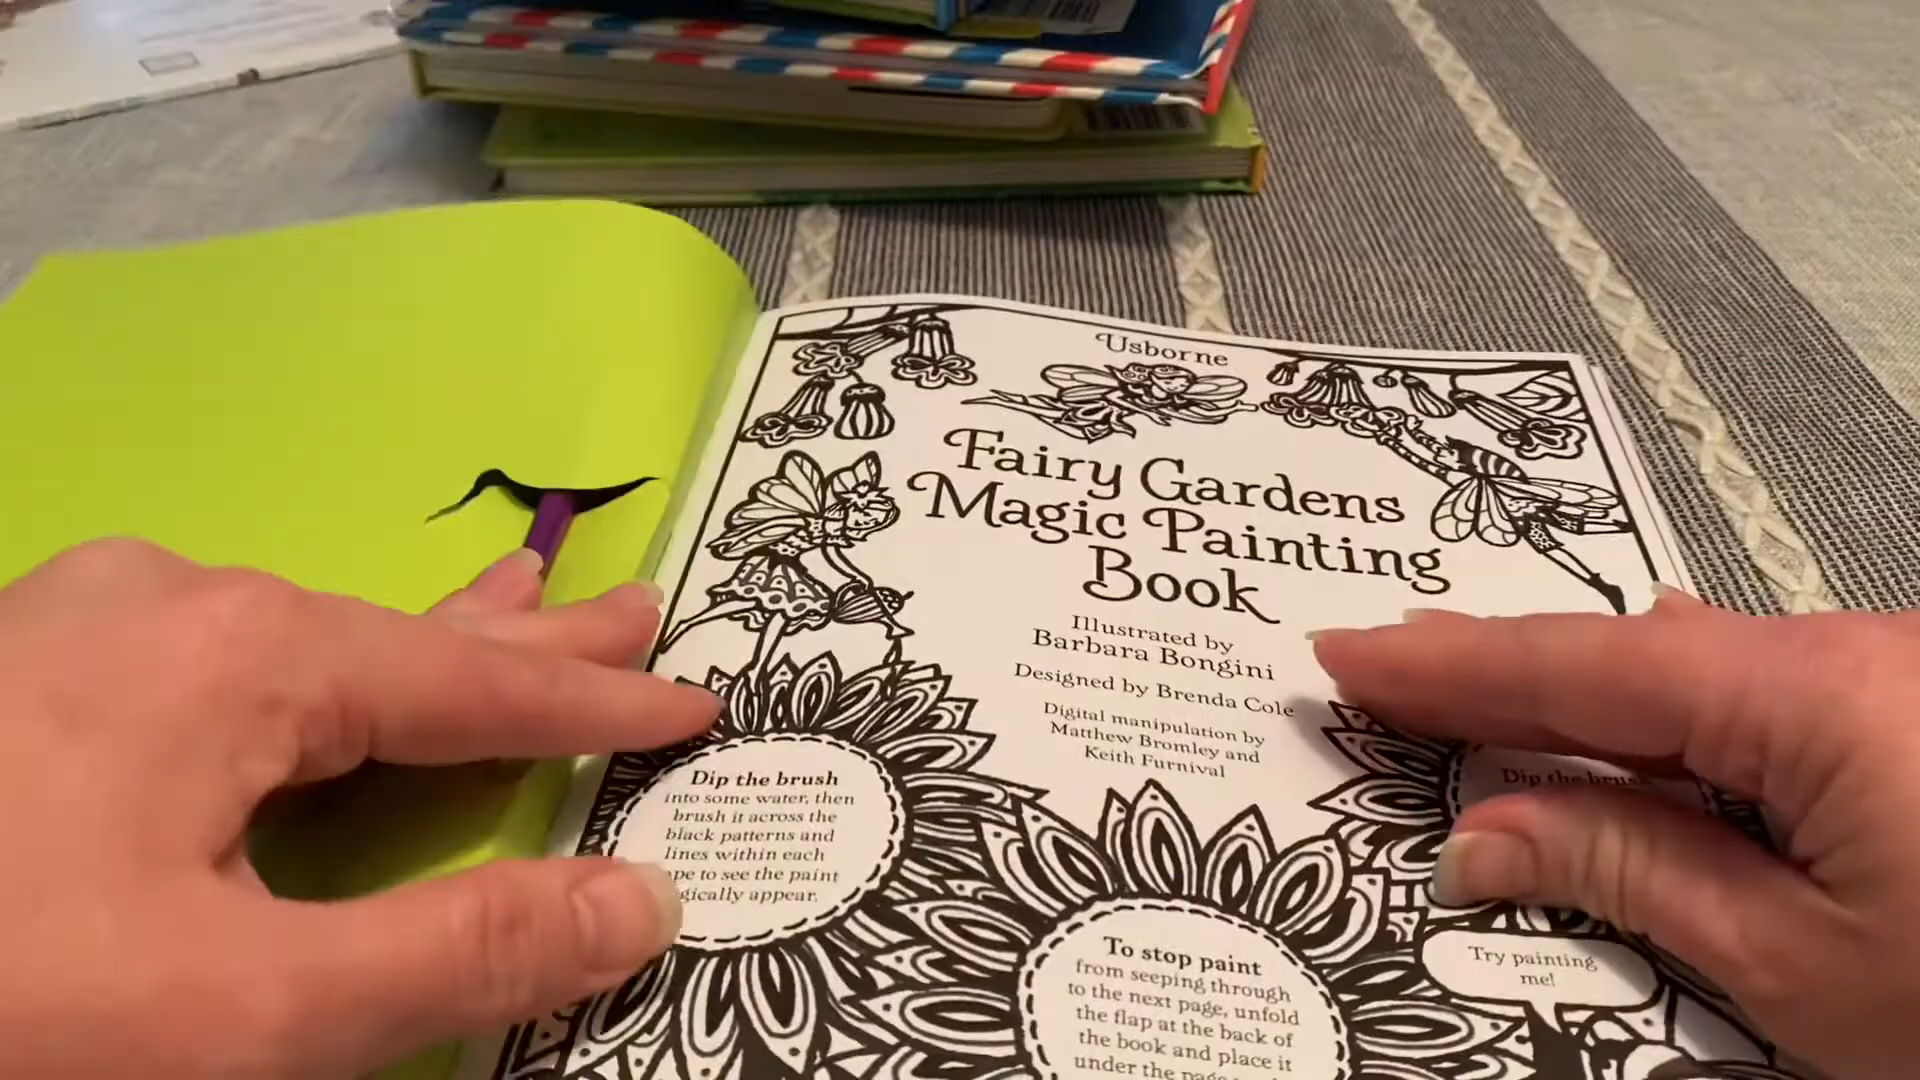 Usborne
Fairy Gardens
Magic Painting
Book
Illustrated by
Barbara Bongini
Designed by Brenda Cole
Digital manipulation by
Matthew Bromley and
Keith Furnival
Dip the brush
into some water, then
brush it across the
black patterns and
lines within each
to see the paint
appear.
To stop paint
from seeping through
to the next page, unfold
the flap at the back of
the book and place it
under the
Dip the
Try painting
me!